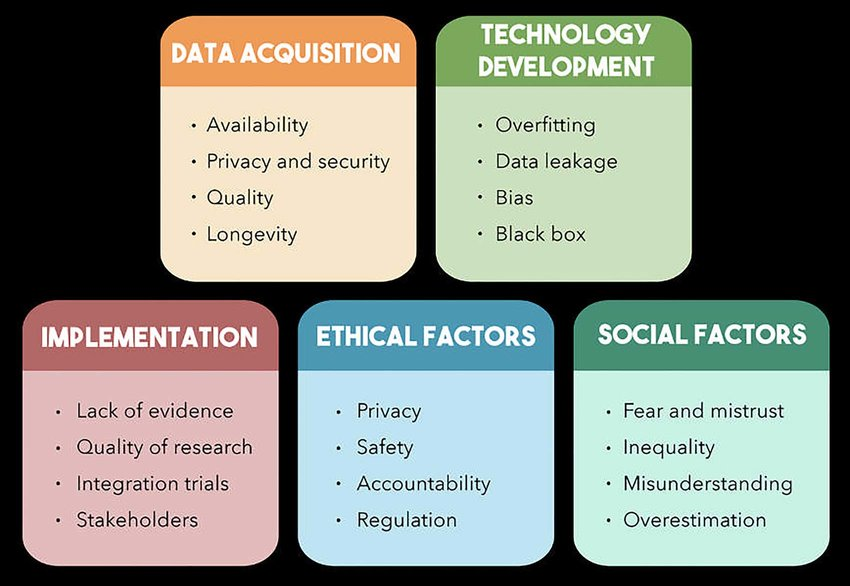 DATA ACQUISITION
• Availability
• Privacy and security
• Quality
• Longevity
TECHNOLOGY
DEVELOPMENT
• Overfitting
• Data leakage
• Bias
• Black box
IMPLEMENTATION
• Lack of evidence
• Quality of research
• Integration trials
• Stakeholders
ETHICAL FACTORS
• Privacy
• Safety
• Accountability
• Regulation
SOCIAL FACTORS
• Fear and mistrust
• Inequality
• Misunderstanding
• Overestimation